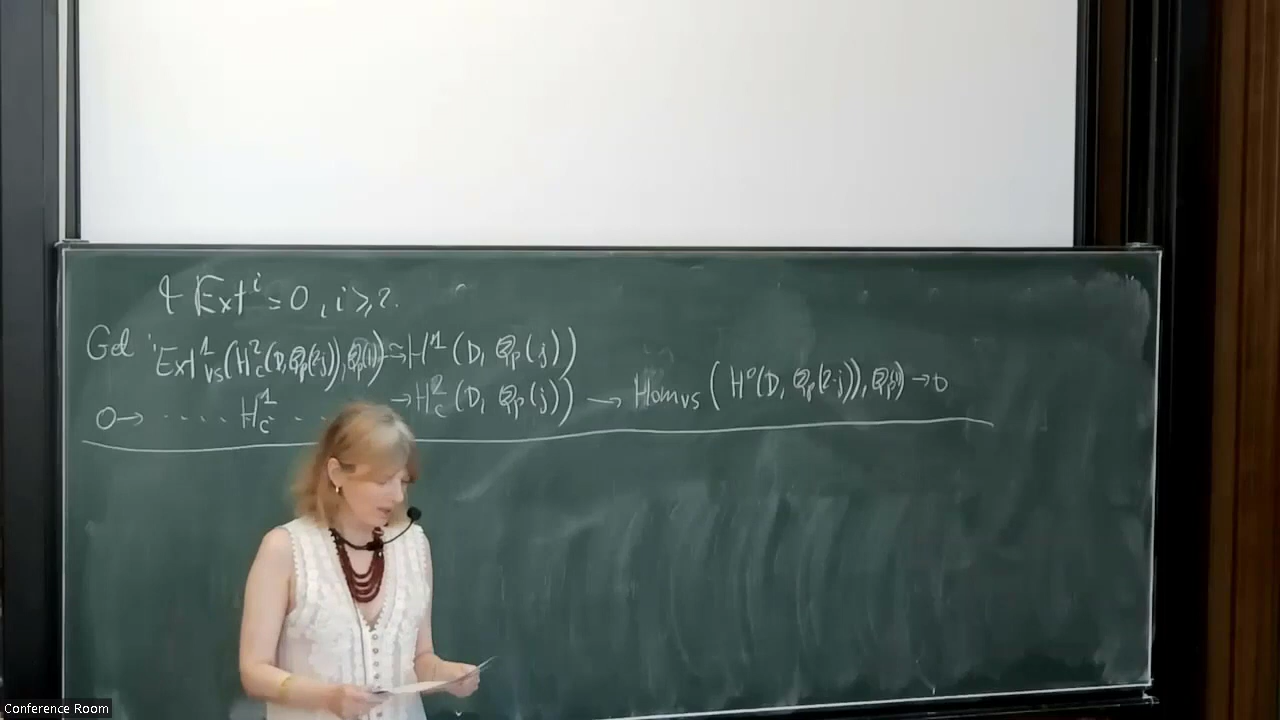 & Ext^i = 0, i ≥ 2.
Get Ext^1_VS(H^2_c(D, Q_p(2-j)), Q_p(1)) ≃ H^1(D, Q_p(j))
0 → ..... H^1_c .. → H^2_c(D, Q_p(j)) → Hom_VS(H^0(D, Q_p(2-j)), Q_p(1)) → 0
Conference Room